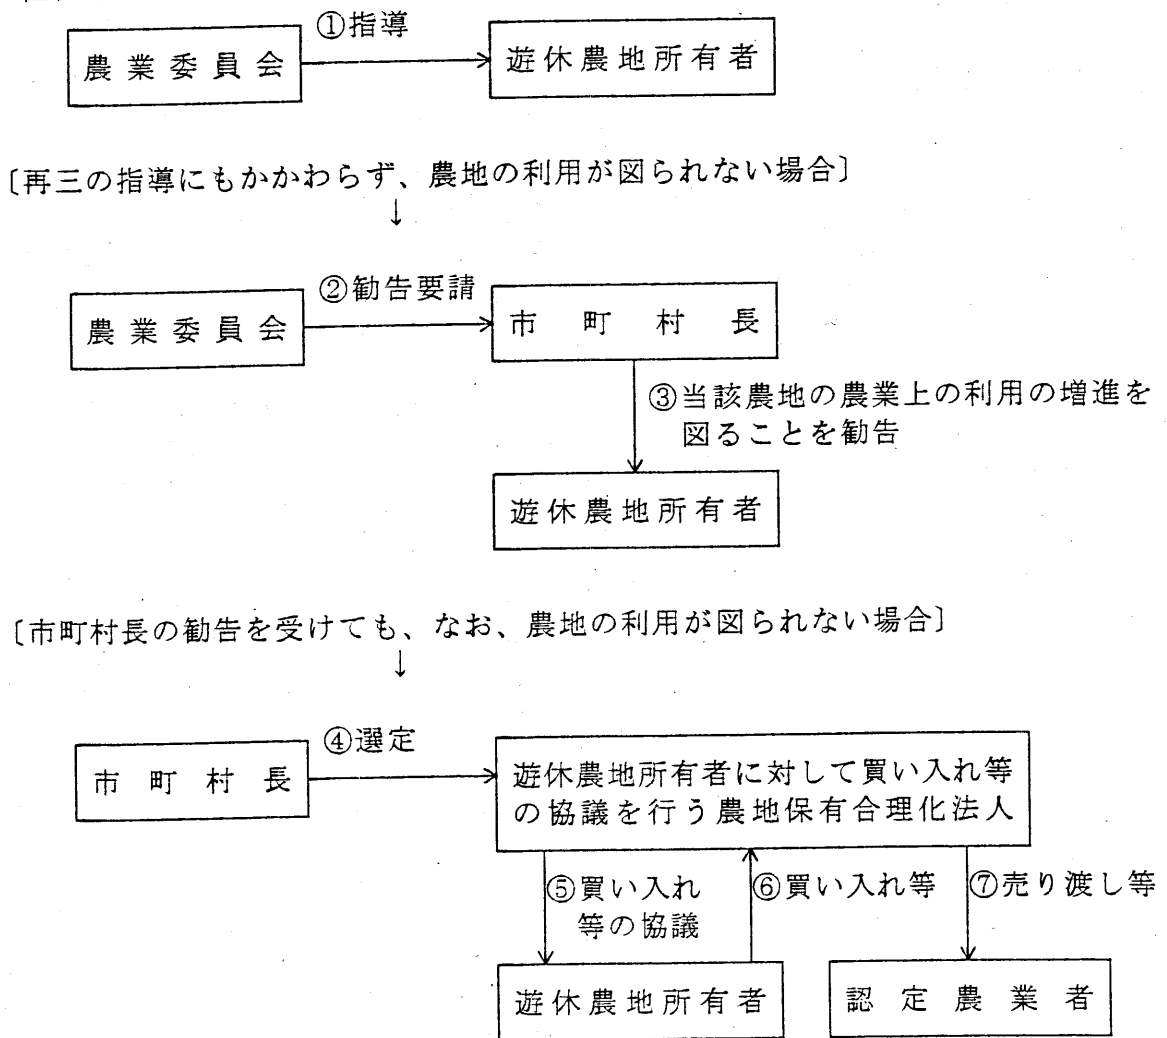 ①指導
農業委員会
遊休農地所有者
〔再三の指導にもかかわらず、農地の利用が図られない場合〕
↓
②勧告要請
農業委員会
市町村長
③当該農地の農業上の利用の増進を
図ることを勧告
遊休農地所有者
〔市町村長の勧告を受けても、なお、農地の利用が図られない場合〕
↓
④選定
市町村長
遊休農地所有者に対して買い入れ等
の協議を行う農地保有合理化法人
⑤買い入れ
等の協議
⑥買い入れ等
⑦売り渡し等
遊休農地所有者
認定農業者